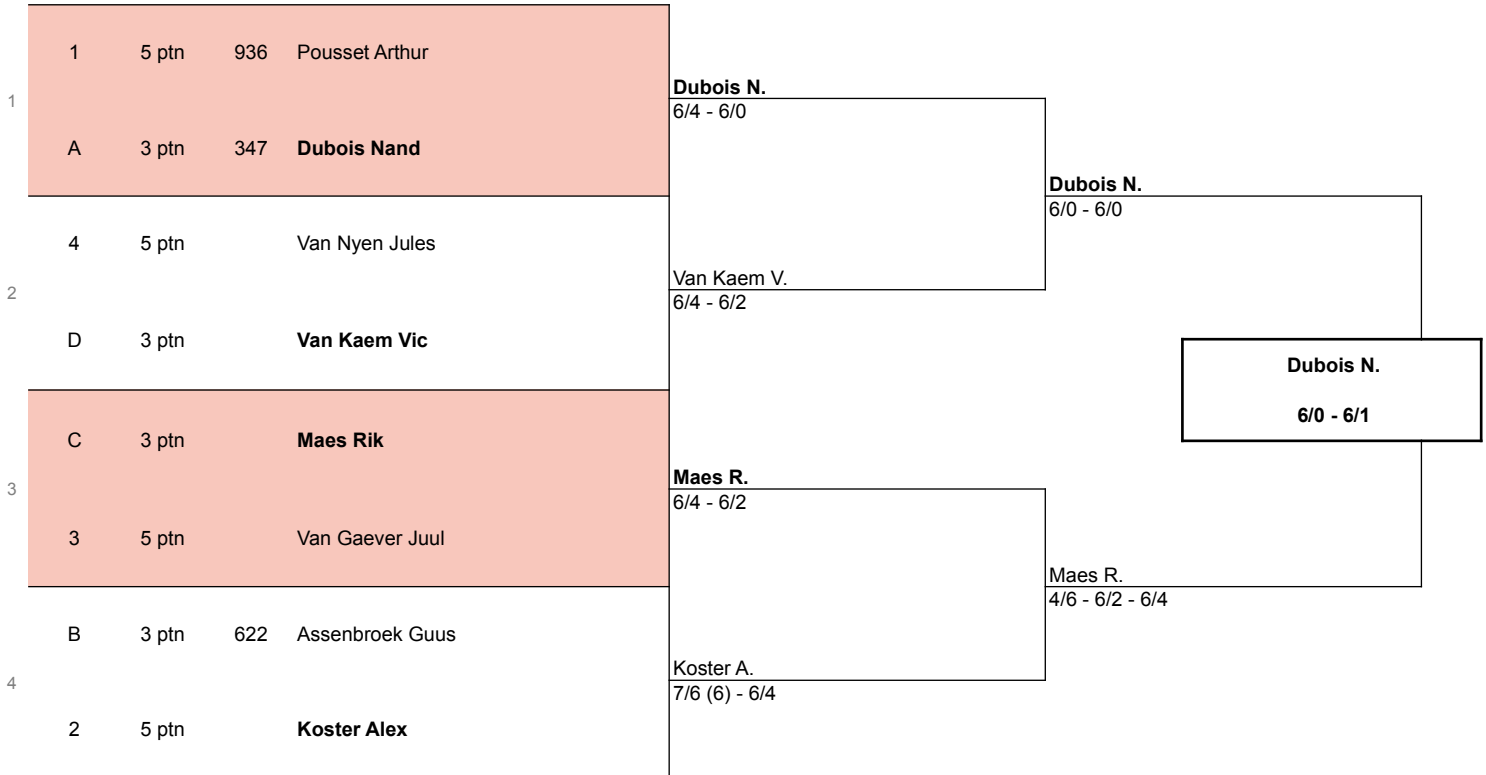 1 5 ptn 936 Pousset Arthur
Dubois N.
1
6/4 - 6/0
A 3 ptn 347 Dubois Nand
Dubois N.
6/0 - 6/0
4 5 ptn Van Nyen Jules
Van Kaem V.
2
6/4 - 6/2
D 3 ptn Van Kaem Vic
Dubois N.
6/0 - 6/1
C 3 ptn Maes Rik
Maes R.
3
6/4 - 6/2
3 5 ptn Van Gaever Juul
Maes R.
4/6 - 6/2 - 6/4
B 3 ptn 622 Assenbroek Guus
Koster A.
4
7/6 (6) - 6/4
2 5 ptn Koster Alex